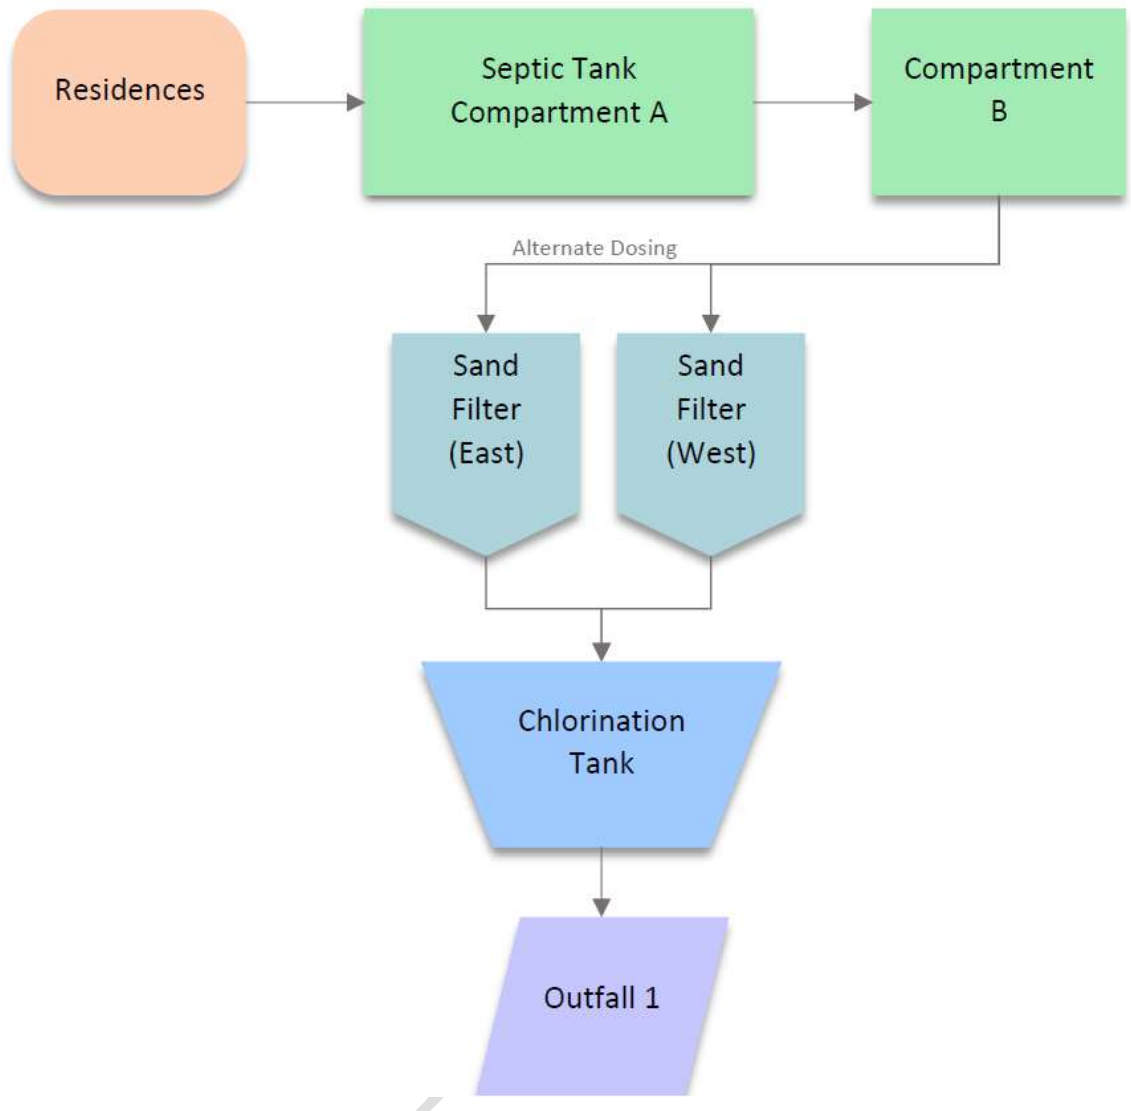 Residences
Septic Tank
Compartment A
Compartment
B
Alternate Dosing
Sand
Filter
(East)
Sand
Filter
(West)
Chlorination
Tank
Outfall 1